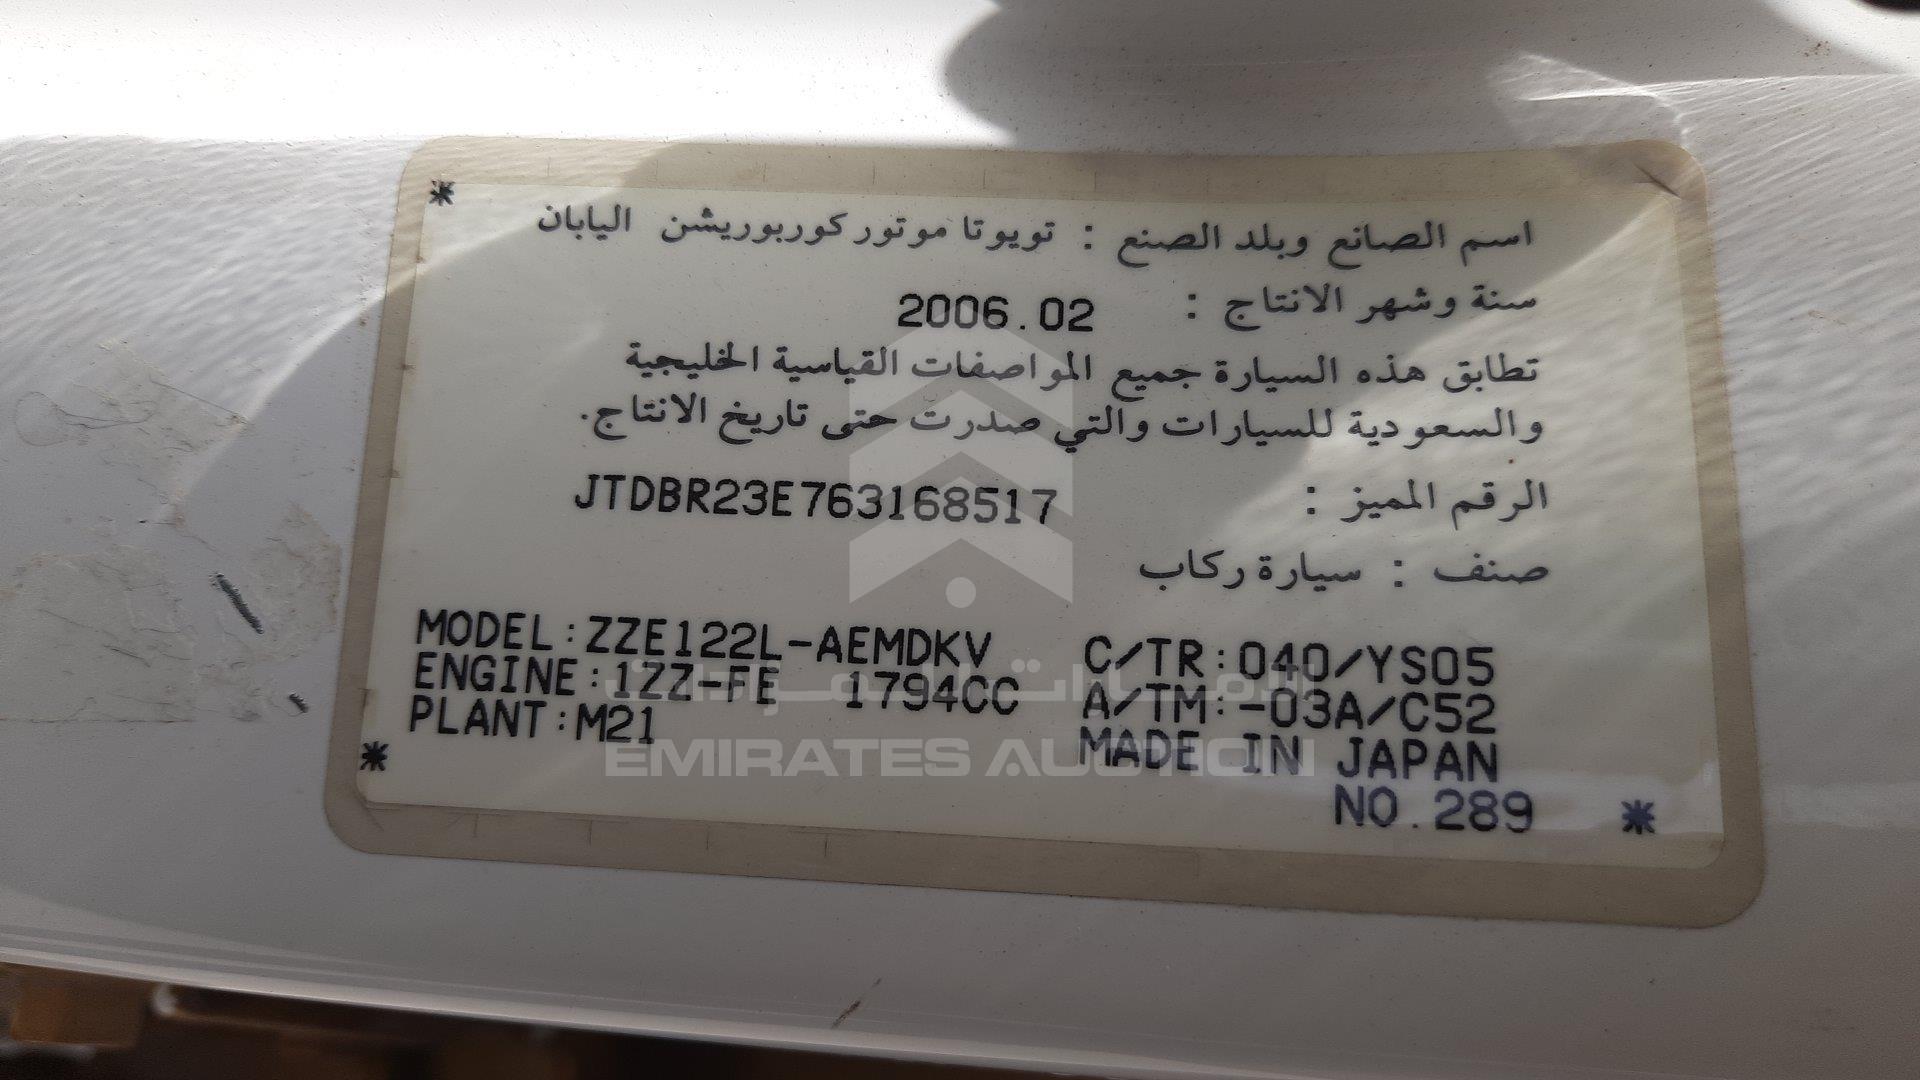 اسم الصانع وبلد الصنع : تويوتا موتور كوربوريشن اليابان
سنة وشهر الانتاج : 2006.02
تطابق هذه السيارة جميع المواصفات القياسية الخليجية
والسعودية للسيارات والتي صدرت حتى تاريخ الانتاج.
الرقم المميز : JTDBR23E763168517
صنف : سيارة ركاب
MODEL:ZZE122L-AEMDKV C/TR:040/YS05
ENGINE:1ZZ-FE 1794CC A/TM:-03A/C52
PLANT:M21 MADE IN JAPAN
NO.289
الإمارات للمزادات
EMIRATES AUCTION